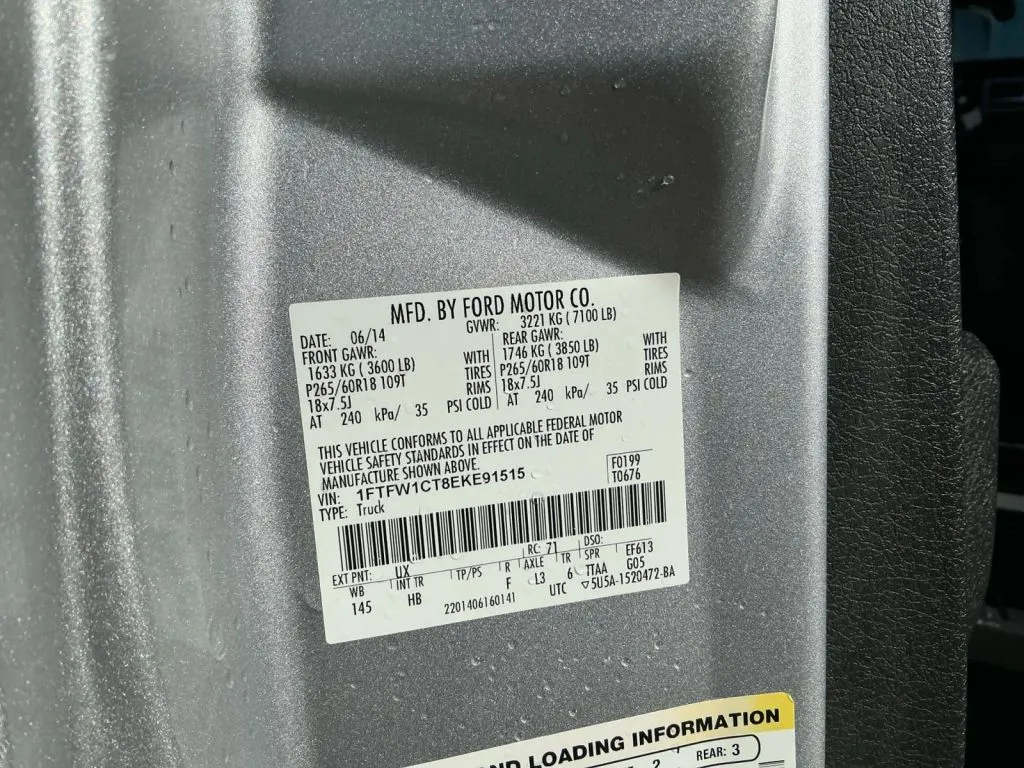 MFD. BY FORD MOTOR CO.
DATE: 06/14 GVWR: 3221 KG ( 7100 LB)
FRONT GAWR: REAR GAWR:
1633 KG ( 3600 LB) WITH 1746 KG ( 3850 LB) WITH
P265/60R18 109T TIRES P265/60R18 109T TIRES
18x7.5J RIMS 18x7.5J RIMS
AT 240 kPa/ 35 PSI COLD AT 240 kPa/ 35 PSI COLD
THIS VEHICLE CONFORMS TO ALL APPLICABLE FEDERAL MOTOR
VEHICLE SAFETY STANDARDS IN EFFECT ON THE DATE OF
MANUFACTURE SHOWN ABOVE.
VIN: 1FTFW1CT8EKE91515 F0199
TYPE: Truck T0676
EXT PNT: UX RC: 71 DSO:
WB INT TR TP/PS R AXLE TR SPR EF613
145 HB F L3 6 TTAA G05
2201406160141 UTC ▽5U5A-1520472-BA
AND LOADING INFORMATION
2 REAR: 3